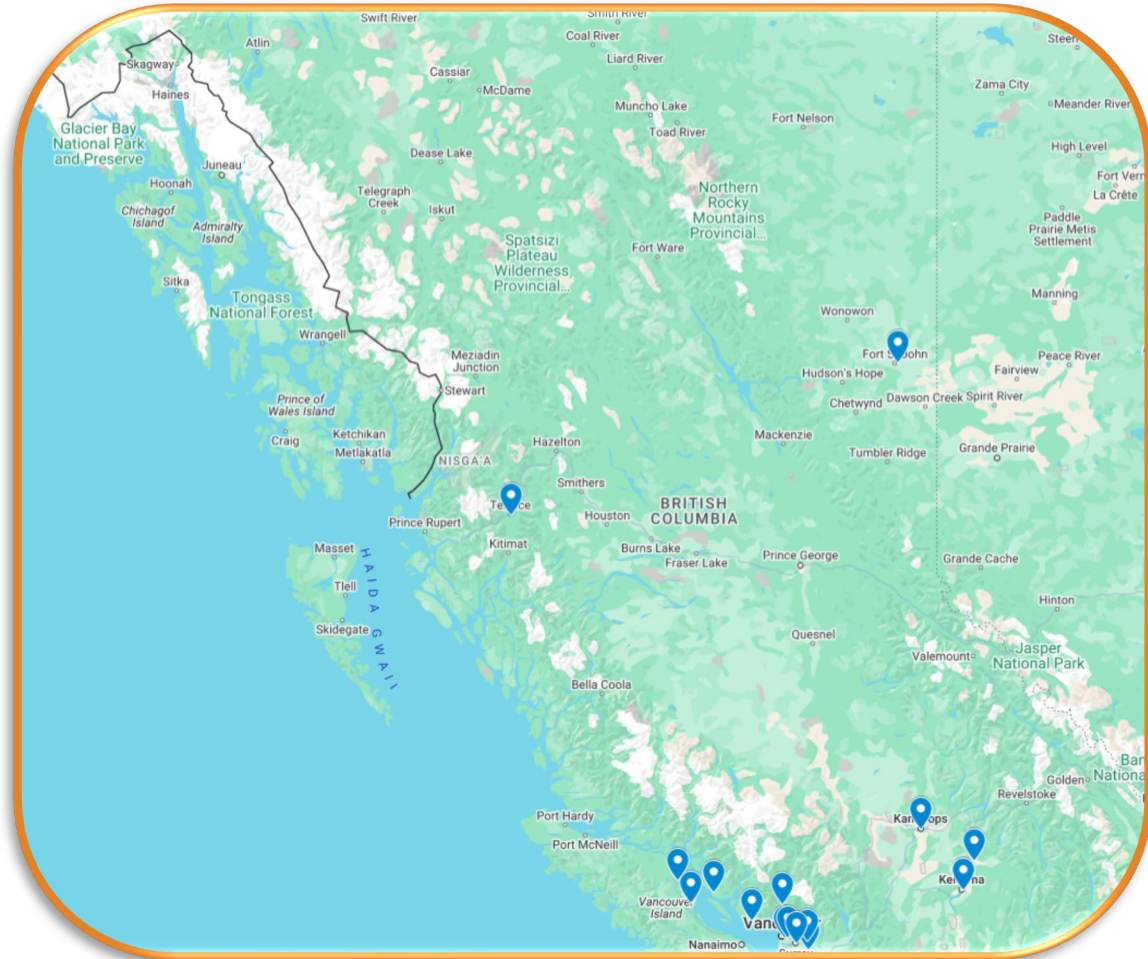 Swift River
Smith River
Coal River
Atlin
Liard River
Skagway
Cassiar
McDame
Zama City
Haines
Muncho Lake
Meander River
Fort Nelson
Toad River
Glacier Bay
National Park
and Preserve
High Level
Dease Lake
Juneau
Hoonah
La Crête
Telegraph
Creek
Northern
Rocky
Mountains
Provincial...
Chichagof
Island
Iskut
Paddle
Prairie Metis
Settlement
Admiralty
Island
Spatsizi
Plateau
Wilderness
Provincial...
Fort Ware
Sitka
Manning
Tongass
National Forest
Wonowon
Wrangell
Meziadin
Junction
Fort
Peace River
Hudson's Hope
Fairview
Stewart
Chetwynd
Dawson Creek
Spirit River
Prince of
Wales Island
Craig
Ketchikan
Metlakatla
Hazelton
Mackenzie
Tumbler Ridge
Grande Prairie
NISGA'A
Smithers
BRITISH
COLUMBIA
Houston
Prince Rupert
Kitimat
Masset
HAIDA GWAII
Burns Lake
Fraser Lake
Prince George
Grande Cache
Tlell
Hinton
Skidegate
Quesnel
Valemount
Jasper
National Park
Bella Coola
Golden
Revelstoke
Port Hardy
Port McNeill
Vancouver
Island
Nanaimo